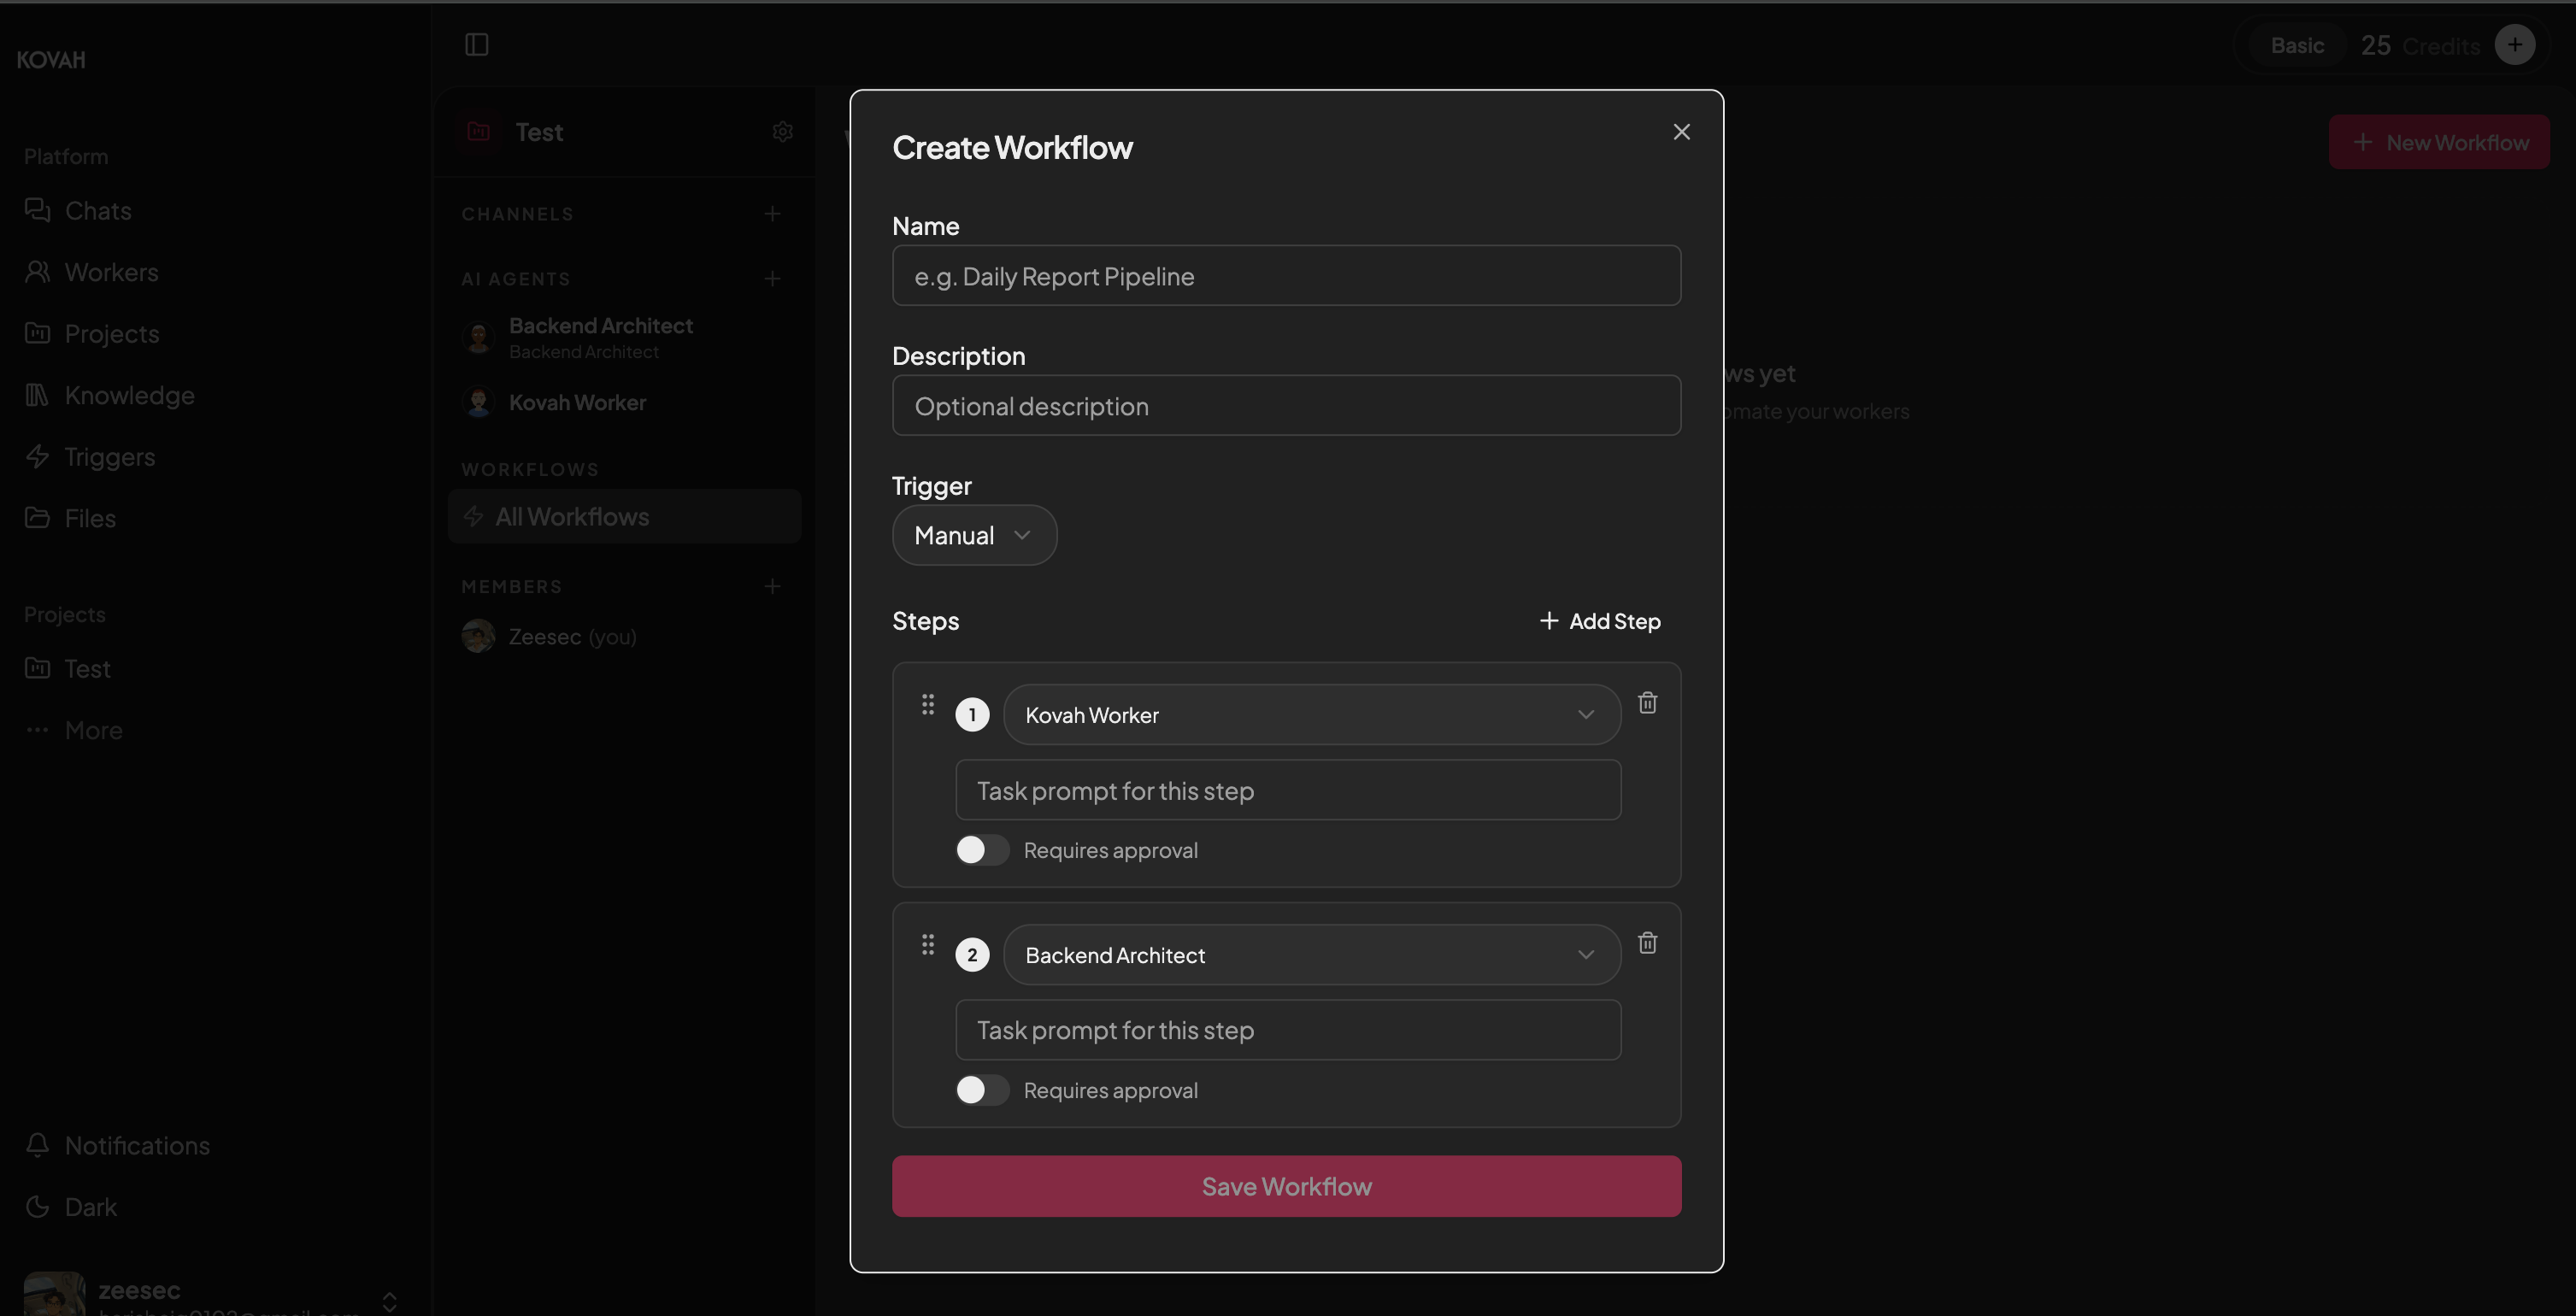 KOVAH
Platform
Chats
Workers
Projects
Knowledge
Triggers
Files
Projects
Test
More
Notifications
Dark
zeesec
Test
CHANNELS
AI AGENTS
Backend Architect
Backend Architect
Kovah Worker
WORKFLOWS
All Workflows
MEMBERS
Zeesec (you)
Basic 25 Credits
New Workflow
yet
your workers
Create Workflow
Name
e.g. Daily Report Pipeline
Description
Optional description
Trigger
Manual
Steps
Add Step
1 Kovah Worker
Task prompt for this step
Requires approval
2 Backend Architect
Task prompt for this step
Requires approval
Save Workflow